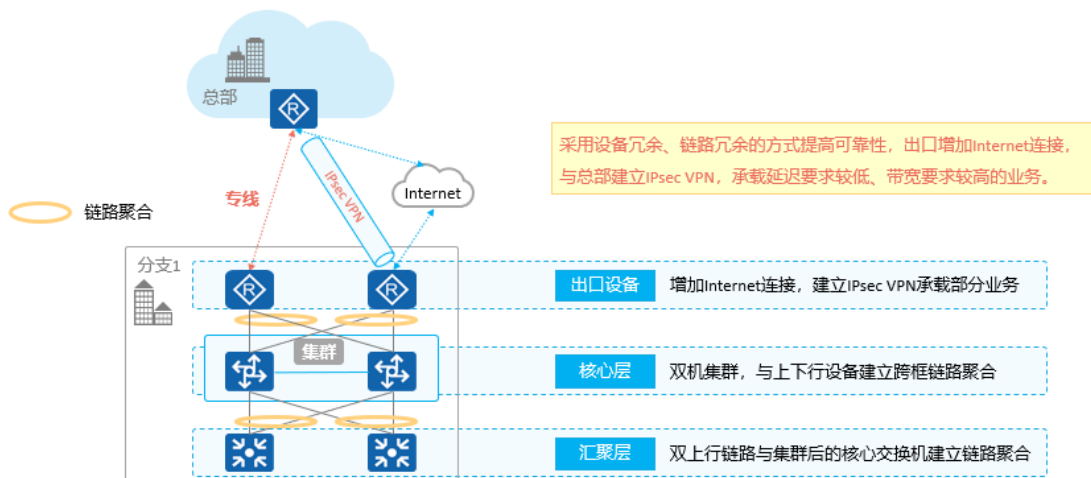 总部
R
采用设备冗余、链路冗余的方式提高可靠性，出口增加Internet连接，
与总部建立IPsec VPN，承载延迟要求较低、带宽要求较高的业务。
专线
IPsec VPN
Internet
链路聚合
分支1
R
R
出口设备
增加Internet连接，建立IPsec VPN承载部分业务
集群
核心层
双机集群，与上下行设备建立跨框链路聚合
汇聚层
双上行链路与集群后的核心交换机建立链路聚合